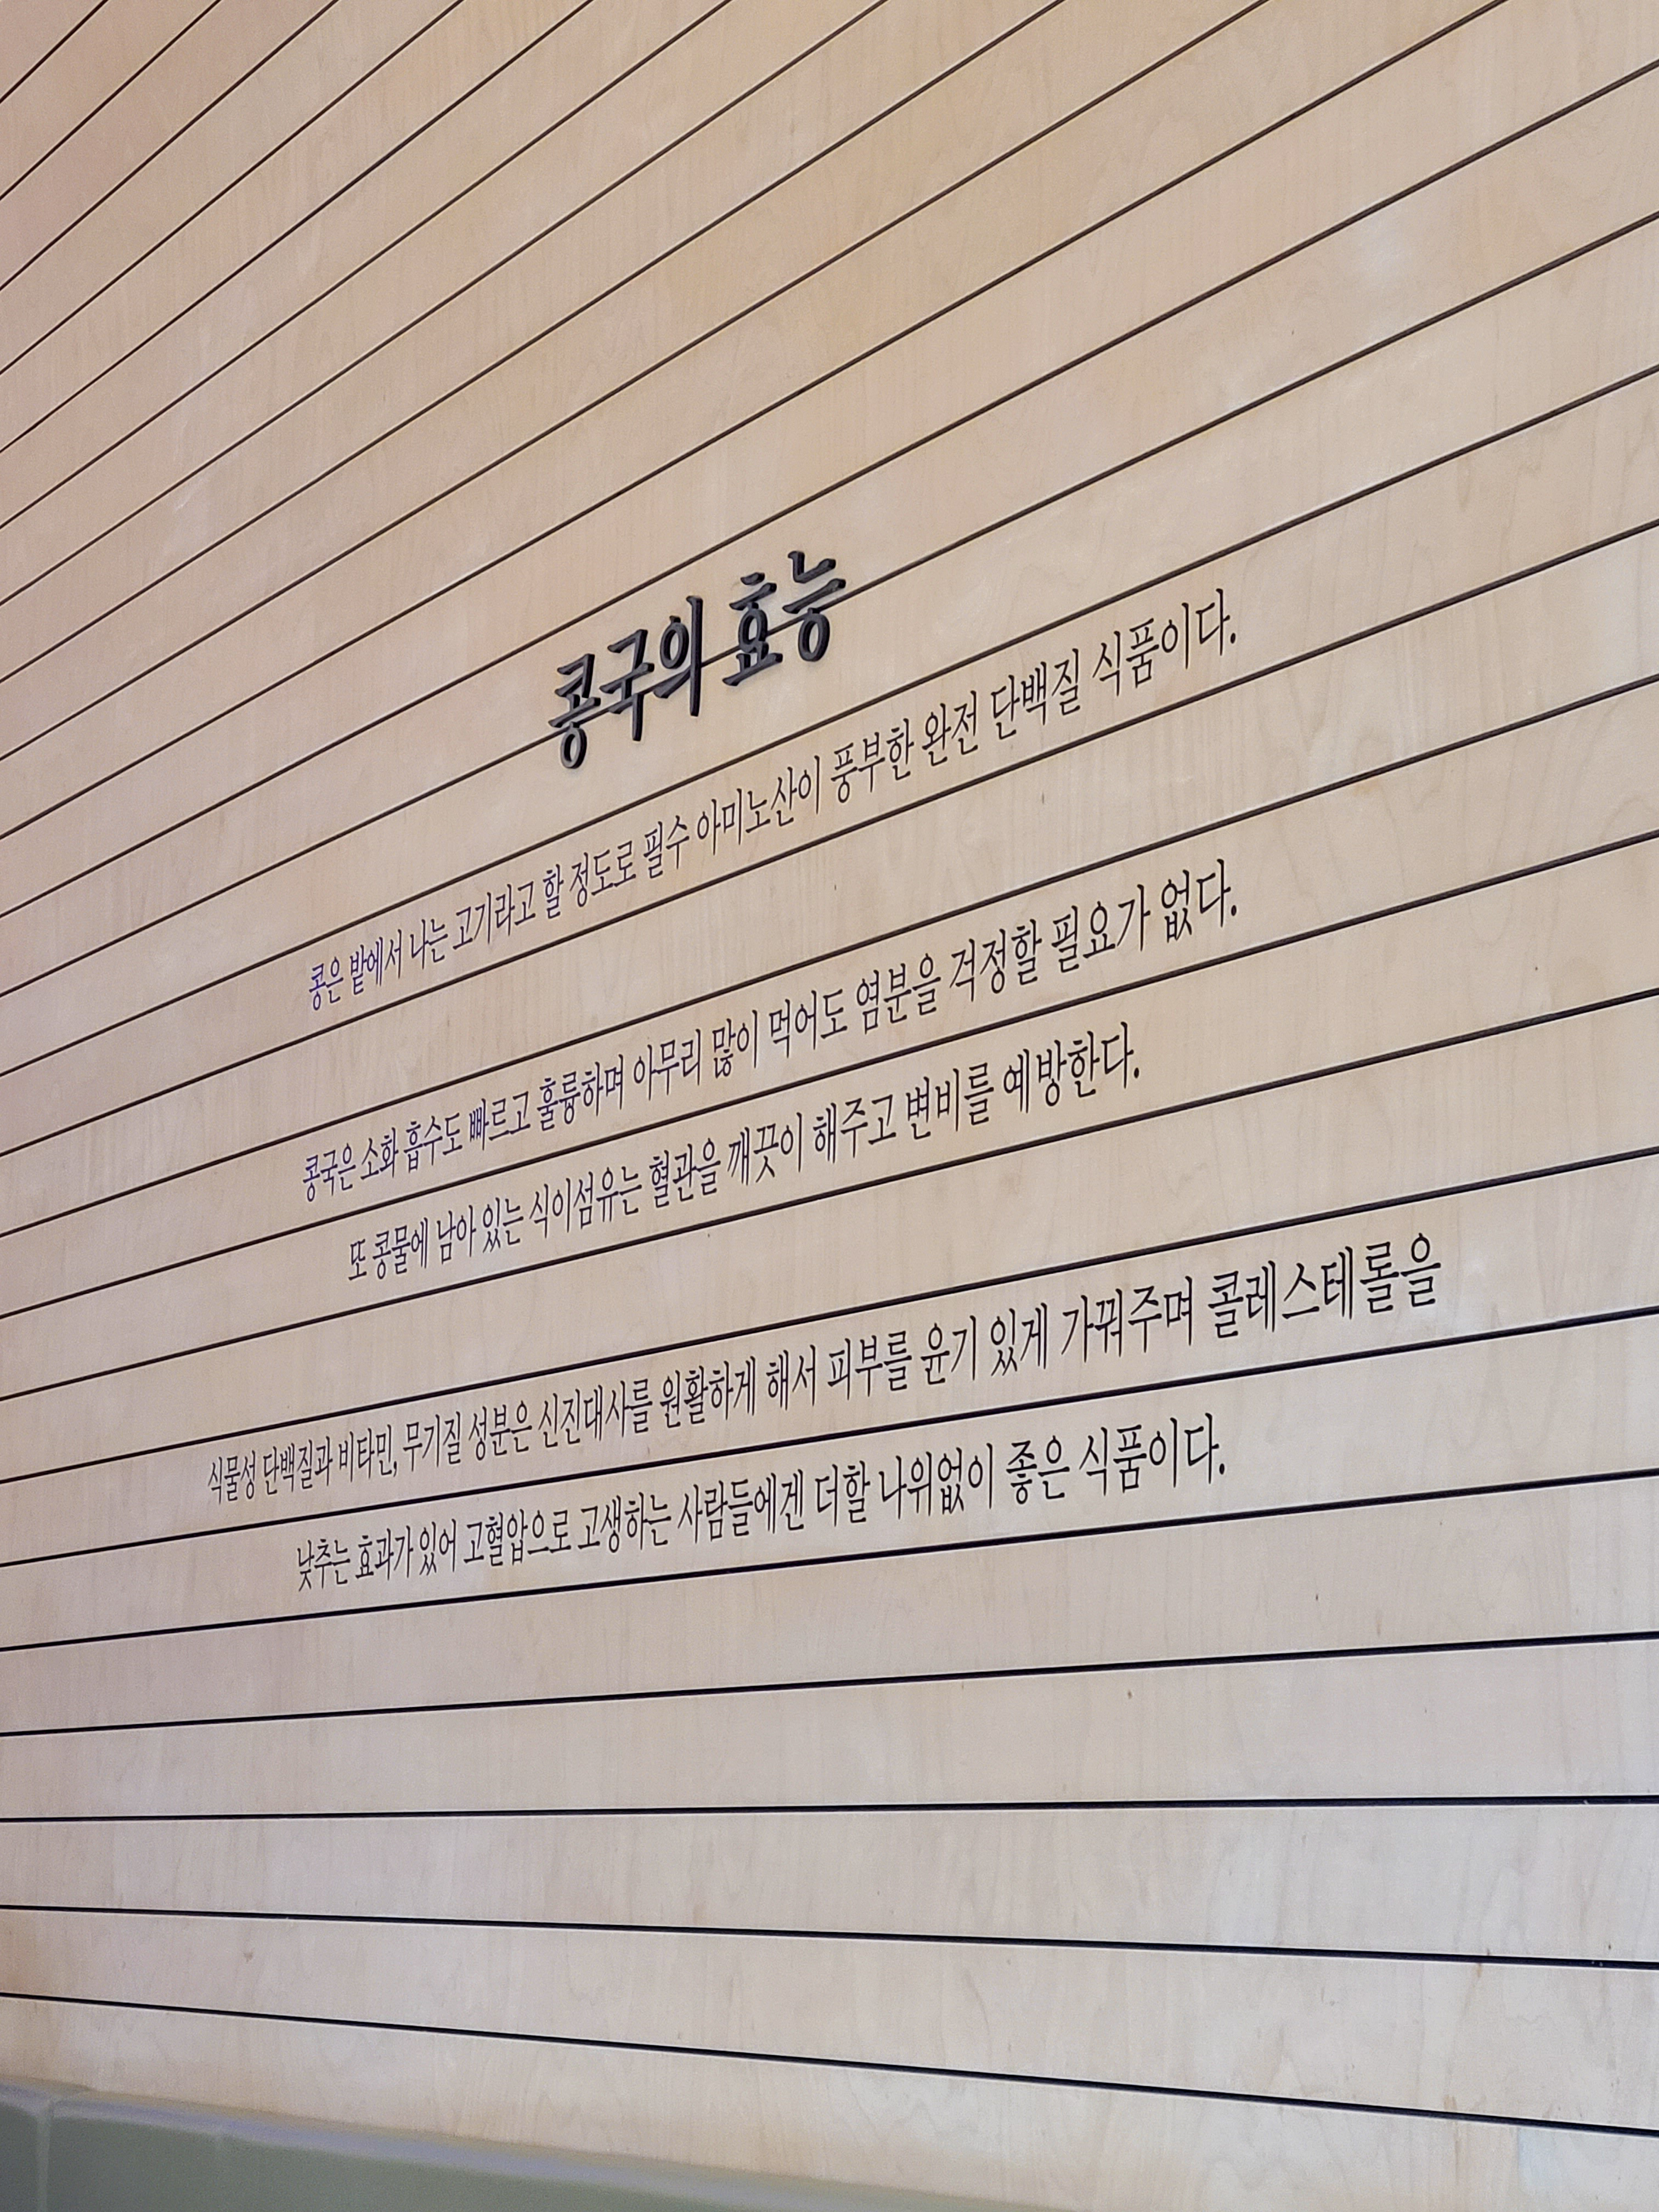 콩국의 효능
콩은 밭에서 나는 고기라고 할 정도로 필수 아미노산이 풍부한 완전 단백질 식품이다.
콩국은 소화 흡수도 빠르고 훌륭하며 아무리 많이 먹어도 염분을 걱정할 필요가 없다.
또 콩물에 남아 있는 식이섬유는 혈관을 깨끗이 해주고 변비를 예방한다.
식물성 단백질과 비타민, 무기질 성분은 신진대사를 원활하게 해서 피부를 윤기 있게 가꿔주며 콜레스테롤을
낮추는 효과가 있어 고혈압으로 고생하는 사람들에겐 더할 나위없이 좋은 식품이다.